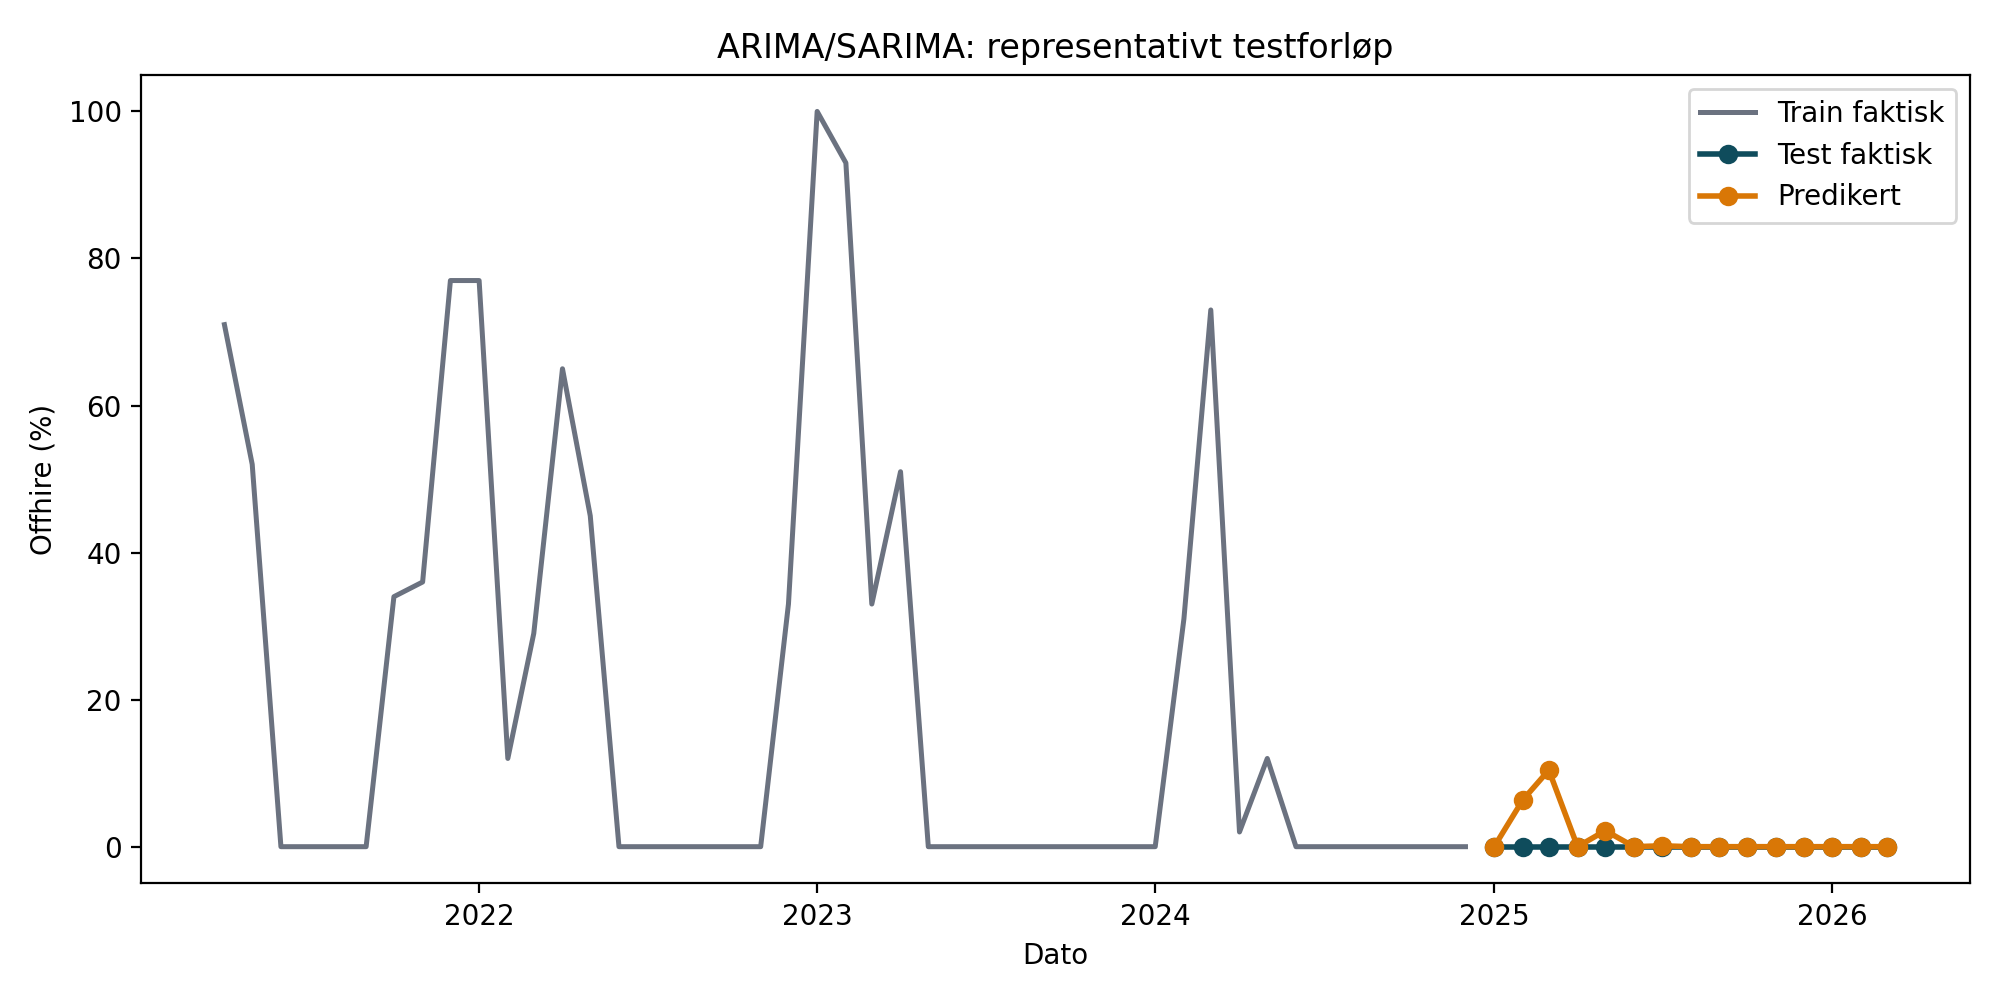 ARIMA/SARIMA: representativt testforløp
Train faktisk
Test faktisk
Predikert
Offhire (%)
100
80
60
40
20
0
2022
2023
2024
2025
2026
Dato